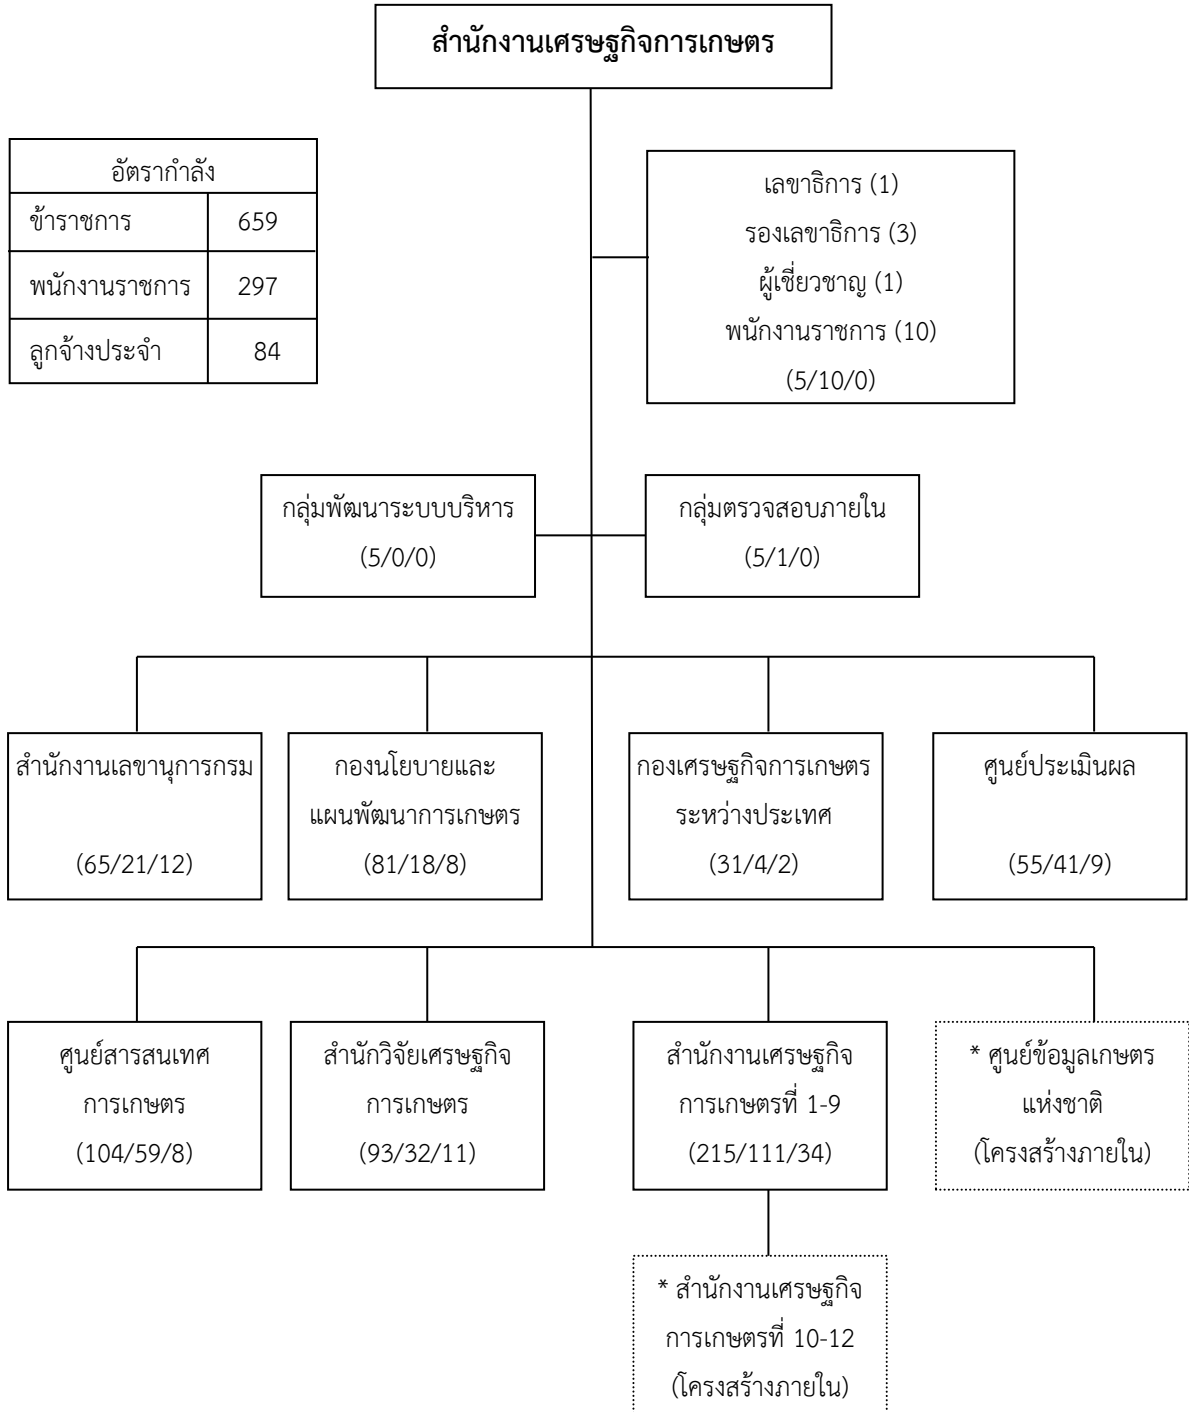 สำนักงานเศรษฐกิจการเกษตร
อัตรากำลัง
ข้าราชการ 659
พนักงานราชการ 297
ลูกจ้างประจำ 84
เลขาธิการ (1)
รองเลขาธิการ (3)
ผู้เชี่ยวชาญ (1)
พนักงานราชการ (10)
(5/10/0)
กลุ่มพัฒนาระบบบริหาร
(5/0/0)
กลุ่มตรวจสอบภายใน
(5/1/0)
สำนักงานเลขานุการกรม
(65/21/12)
กองนโยบายและ
แผนพัฒนาการเกษตร
(81/18/8)
กองเศรษฐกิจการเกษตร
ระหว่างประเทศ
(31/4/2)
ศูนย์ประเมินผล
(55/41/9)
ศูนย์สารสนเทศ
การเกษตร
(104/59/8)
สำนักวิจัยเศรษฐกิจ
การเกษตร
(93/32/11)
สำนักงานเศรษฐกิจ
การเกษตรที่ 1-9
(215/111/34)
* ศูนย์ข้อมูลเกษตร
แห่งชาติ
(โครงสร้างภายใน)
* สำนักงานเศรษฐกิจ
การเกษตรที่ 10-12
(โครงสร้างภายใน)